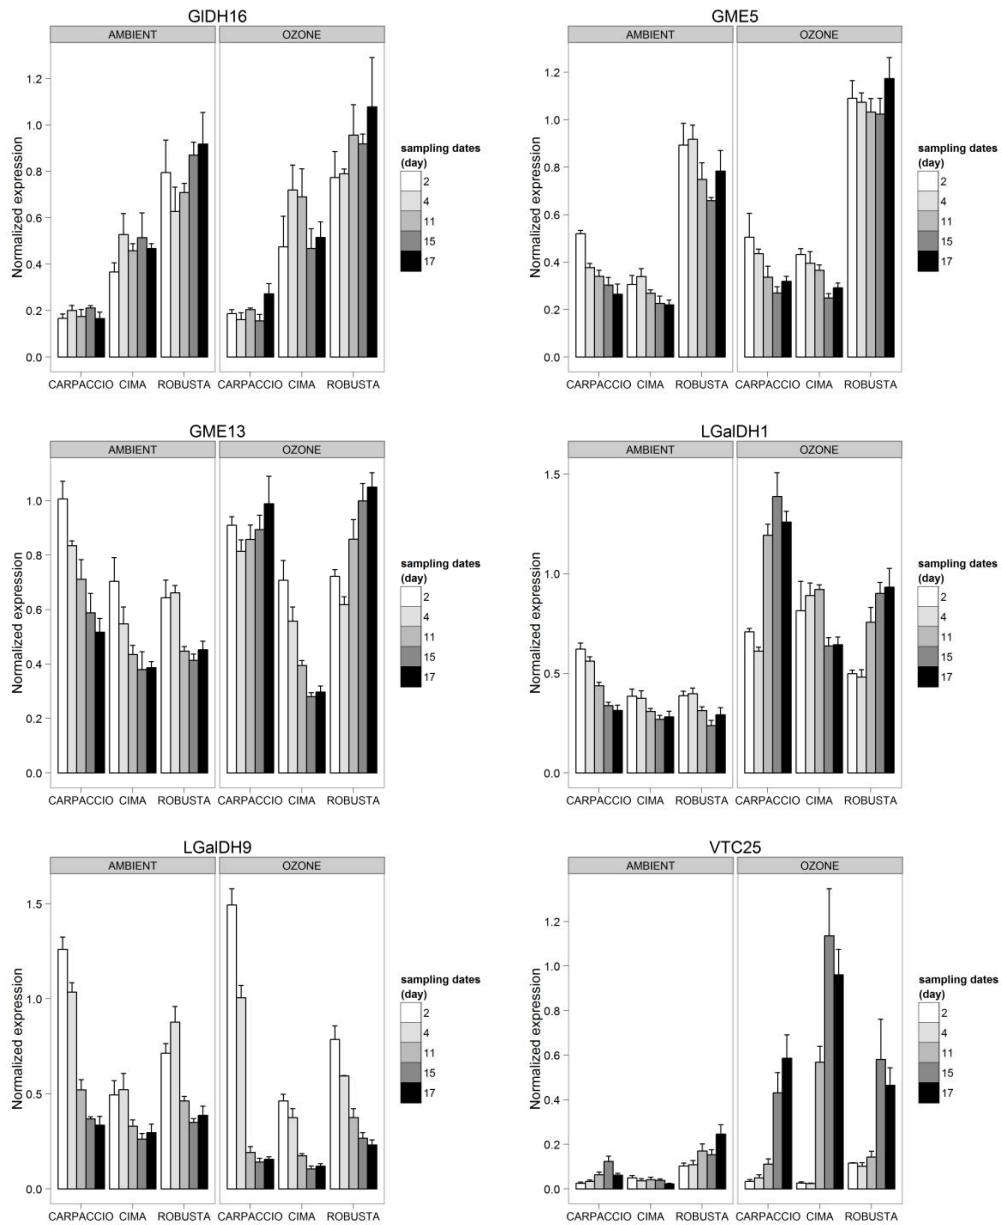 GlDH16
AMBIENT OZONE
Normalized expression
1.2
1.0
0.8
0.6
0.4
0.2
0.0
CARPACCIO CIMA ROBUSTA CARPACCIO CIMA ROBUSTA
sampling dates
(day)
2
4
11
15
17
GME5
AMBIENT OZONE
Normalized expression
1.2
1.0
0.8
0.6
0.4
0.2
0.0
CARPACCIO CIMA ROBUSTA CARPACCIO CIMA ROBUSTA
sampling dates
(day)
2
4
11
15
17
GME13
AMBIENT OZONE
Normalized expression
1.0
0.8
0.6
0.4
0.2
0.0
CARPACCIO CIMA ROBUSTA CARPACCIO CIMA ROBUSTA
sampling dates
(day)
2
4
11
15
17
LGalDH1
AMBIENT OZONE
Normalized expression
1.5
1.0
0.5
0.0
CARPACCIO CIMA ROBUSTA CARPACCIO CIMA ROBUSTA
sampling dates
(day)
2
4
11
15
17
LGalDH9
AMBIENT OZONE
Normalized expression
1.5
1.0
0.5
0.0
CARPACCIO CIMA ROBUSTA CARPACCIO CIMA ROBUSTA
sampling dates
(day)
2
4
11
15
17
VTC25
AMBIENT OZONE
Normalized expression
1.2
1.0
0.8
0.6
0.4
0.2
0.0
CARPACCIO CIMA ROBUSTA CARPACCIO CIMA ROBUSTA
sampling dates
(day)
2
4
11
15
17